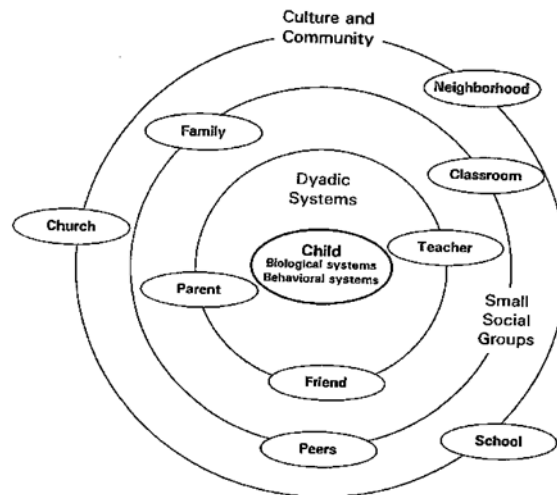 Culture and
Community
Neighborhood
Family
Classroom
Dyadic
Systems
Church
Child
Biological systems
Behavioral systems
Teacher
Parent
Small
Social
Groups
Friend
Peers
School